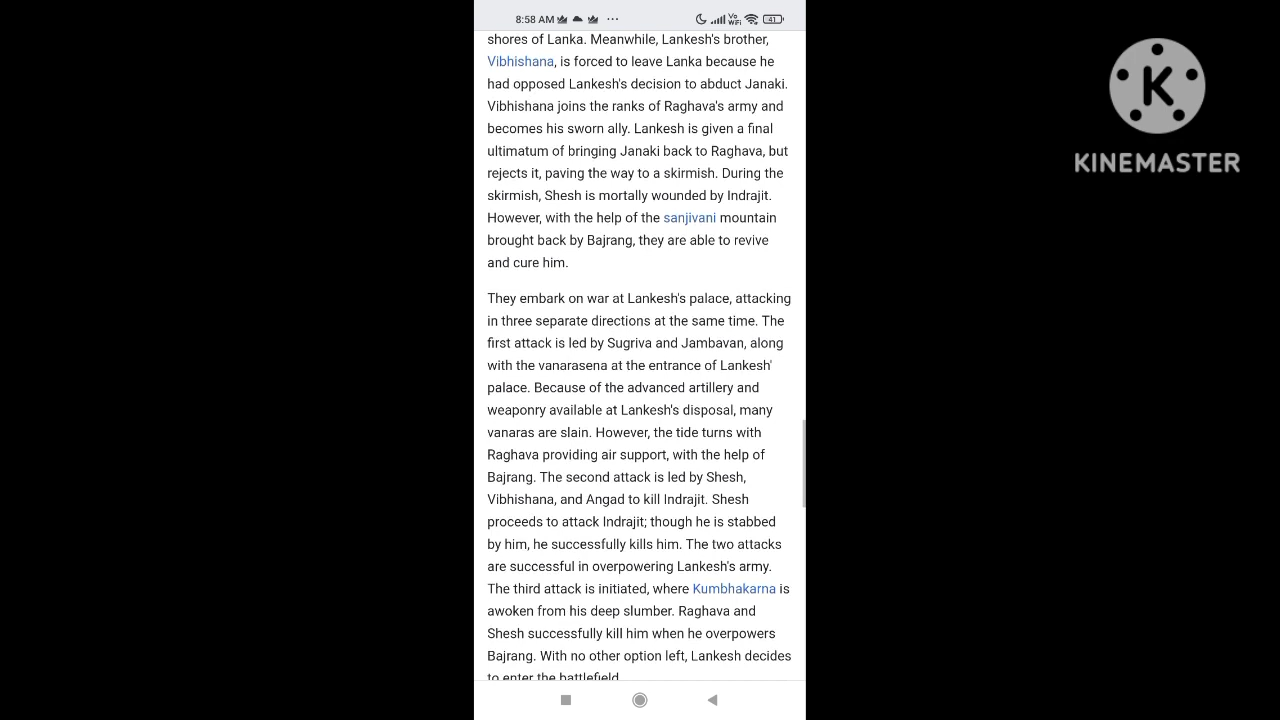 8:58 AM
Vo
WiFi
41
shores of Lanka. Meanwhile, Lankesh's brother,
Vibhishana, is forced to leave Lanka because he
had opposed Lankesh's decision to abduct Janaki.
Vibhishana joins the ranks of Raghava's army and
becomes his sworn ally. Lankesh is given a final
ultimatum of bringing Janaki back to Raghava, but
rejects it, paving the way to a skirmish. During the
skirmish, Shesh is mortally wounded by Indrajit.
However, with the help of the sanjivani mountain
brought back by Bajrang, they are able to revive
and cure him.
They embark on war at Lankesh's palace, attacking
in three separate directions at the same time. The
first attack is led by Sugriva and Jambavan, along
with the vanarasena at the entrance of Lankesh'
palace. Because of the advanced artillery and
weaponry available at Lankesh's disposal, many
vanaras are slain. However, the tide turns with
Raghava providing air support, with the help of
Bajrang. The second attack is led by Shesh,
Vibhishana, and Angad to kill Indrajit. Shesh
proceeds to attack Indrajit; though he is stabbed
by him, he successfully kills him. The two attacks
are successful in overpowering Lankesh's army.
The third attack is initiated, where Kumbhakarna is
awoken from his deep slumber. Raghava and
Shesh successfully kill him when he overpowers
Bajrang. With no other option left, Lankesh decides
to enter the battlefield.
K
KINEMASTER